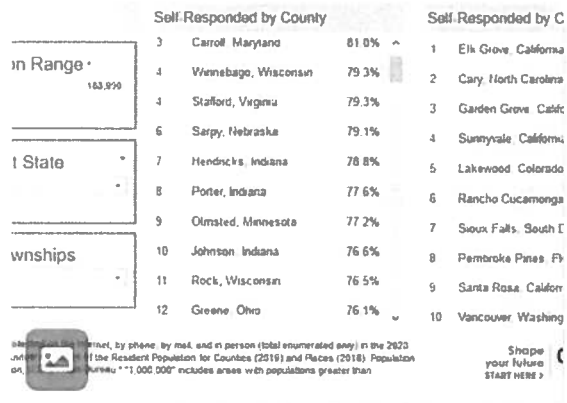 Self-Responded by County
Self-Responded by C
3 Carroll, Maryland 81.0%
4 Winnebago, Wisconsin 79.3%
4 Stafford, Virginia 79.3%
6 Sarpy, Nebraska 79.1%
7 Hendricks, Indiana 78.8%
8 Porter, Indiana 77.6%
9 Olmsted, Minnesota 77.2%
10 Johnson, Indiana 76.6%
11 Rock, Wisconsin 76.5%
12 Greene, Ohio 76.1%
1 Elk Grove, California
2 Cary, North Carolina
3 Garden Grove, Califo
4 Sunnyvale, California
5 Lakewood, Colorado
6 Rancho Cucamonga
7 Sioux Falls, South D
8 Pembroke Pines, Fl
9 Santa Rosa, Californ
10 Vancouver, Washing
on Range
t State
wnships
ernet, by phone, by mail, and in person (total enumerated only) in the 2020
of the Resident Population for Counties (2019) and Places (2018). Population
ureau * "1,000,000" includes areas with populations greater than
Shape
your future
START HERE >